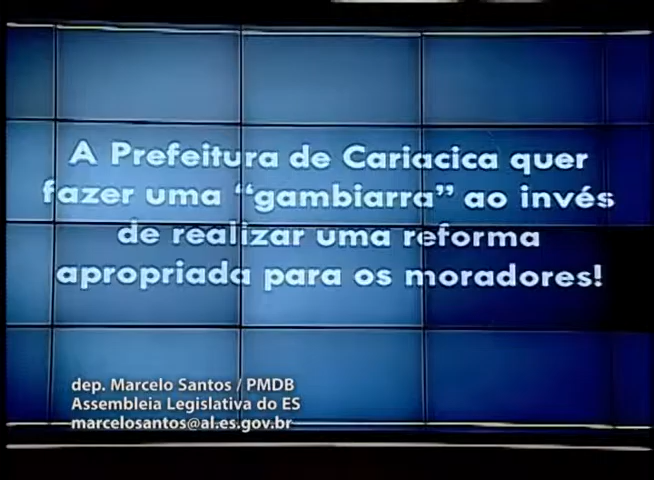 A Prefeitura de Cariacica quer
fazer uma “gambiarra” ao invés
de realizar uma reforma
apropriada para os moradores!
dep. Marcelo Santos / PMDB
Assembleia Legislativa do ES
marcelosantos@al.es.gov.br